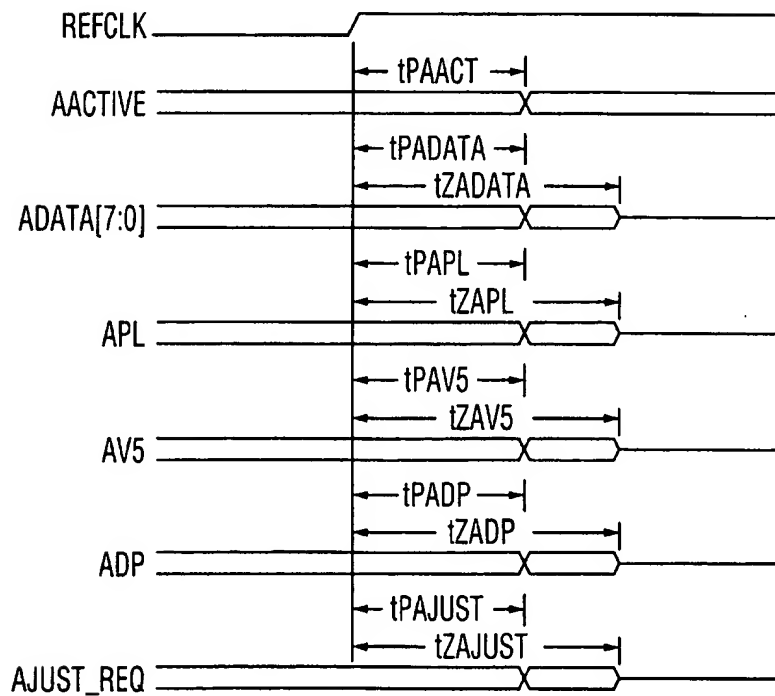 REFCLK
tPAACT
AACTIVE
tPADATA
tZADATA
ADATA[7:0]
tPAPL
tZAPL
APL
tPAV5
tZAV5
AV5
tPADP
tZADP
ADP
tPAJUST
tZAJUST
AJUST_REQ